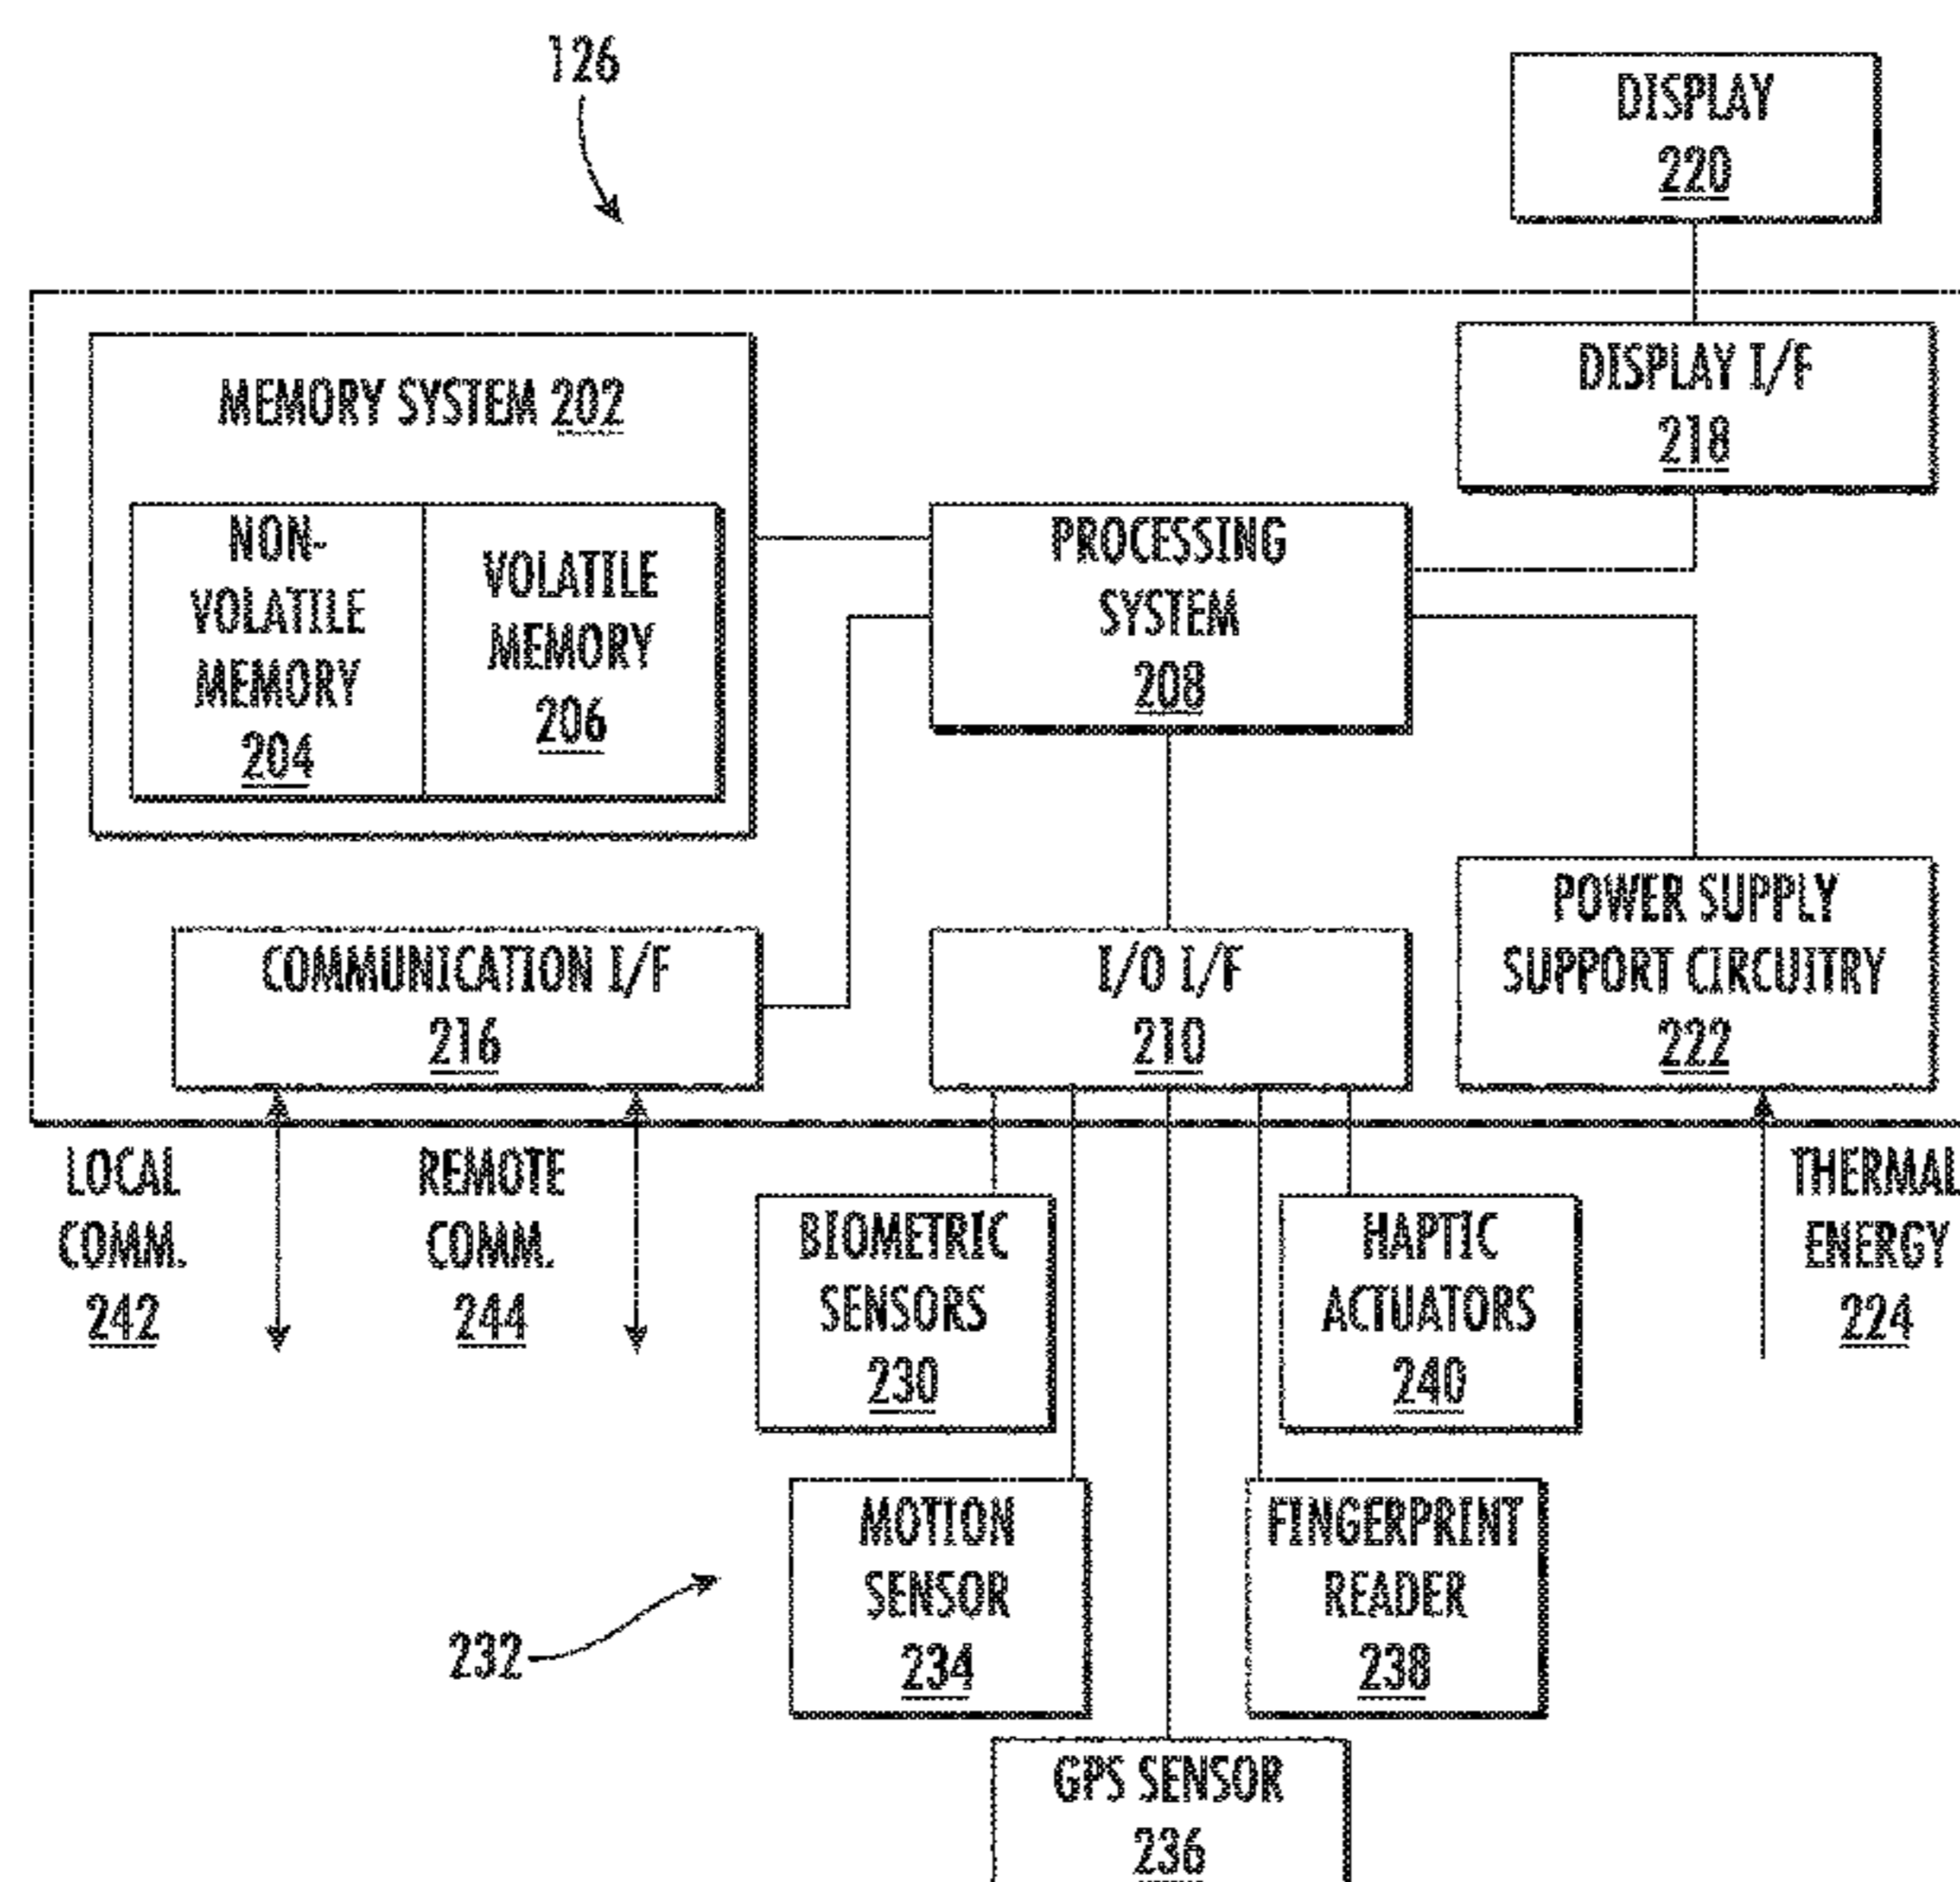 126
DISPLAY
220
MEMORY SYSTEM 202
DISPLAY I/F
218
NON-
VOLATILE
MEMORY
204
VOLATILE
MEMORY
206
PROCESSING
SYSTEM
208
COMMUNICATION I/F
216
I/O I/F
210
POWER SUPPLY
SUPPORT CIRCUITRY
222
LOCAL
COMM.
242
REMOTE
COMM.
244
BIOMETRIC
SENSORS
230
HAPTIC
ACTUATORS
240
THERMAL
ENERGY
224
232
MOTION
SENSOR
234
FINGERPRINT
READER
238
GPS SENSOR
236